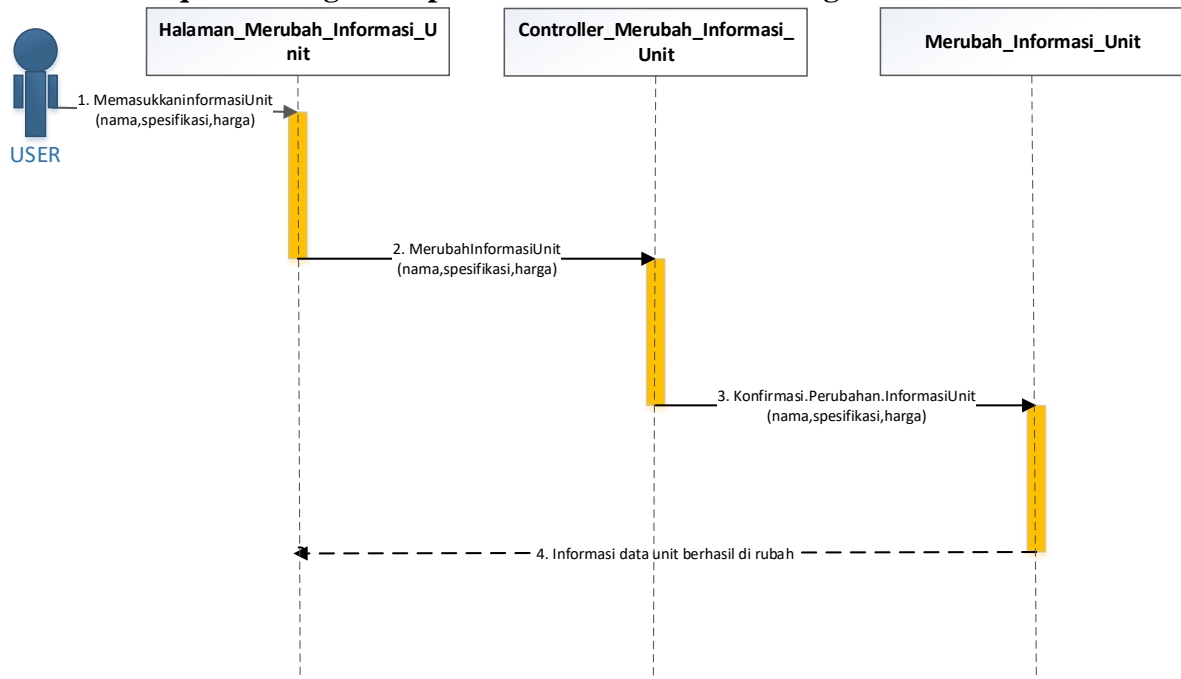 Halaman_Merubah_Informasi_U
nit
Controller_Merubah_Informasi_
Unit
Merubah_Informasi_Unit
1. MemasukkaninformasiUnit
(nama,spesifikasi,harga)
USER
2. MerubahInformasiUnit
(nama,spesifikasi,harga)
3. Konfirmasi.Perubahan.InformasiUnit
(nama,spesifikasi,harga)
4. Informasi data unit berhasil di rubah